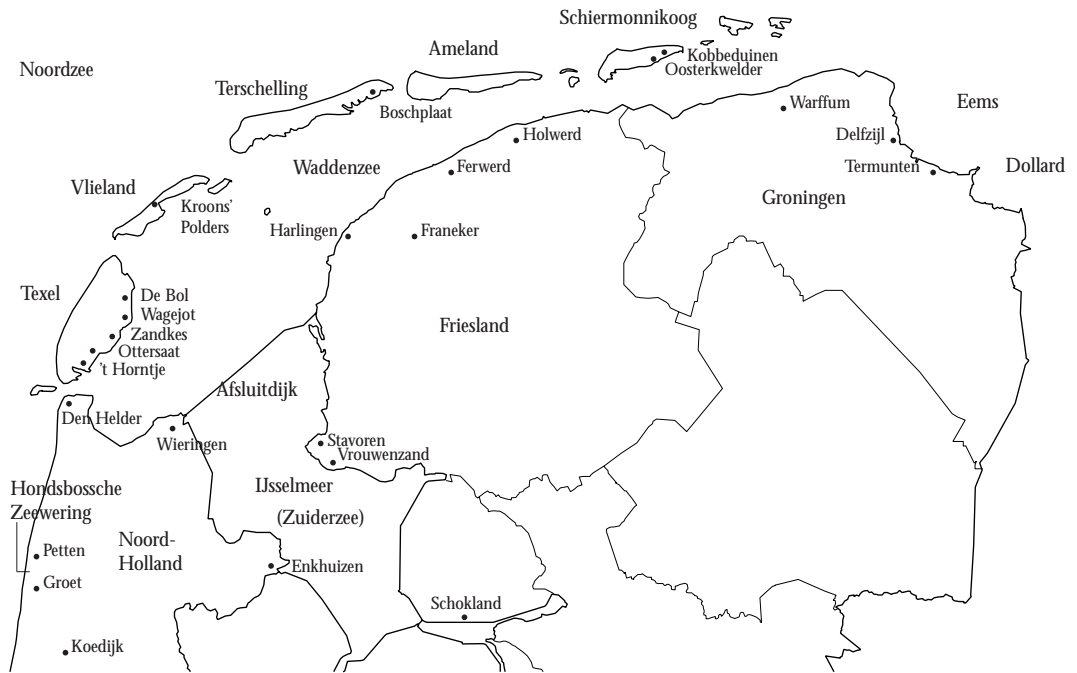 Schiermonnikoog
Ameland
Noordzee
Kobbeduinen
Oosterkwelder
Terschelling
Boschplaat
Warffum
Eems
Holwerd
Delfzijl
Waddenzee
Ferwerd
Termunten
Dollard
Vlieland
Kroons'
Polders
Groningen
Harlingen
Franeker
Texel
De Bol
Wagejot
Zandkes
Ottersaat
't Horntje
Friesland
Afsluitdijk
Den Helder
Wieringen
Stavoren
Vrouwenzand
Hondsbossche
Zeewering
IJsselmeer
(Zuiderzee)
Noord-
Holland
Petten
Groet
Enkhuizen
Schokland
Koedijk